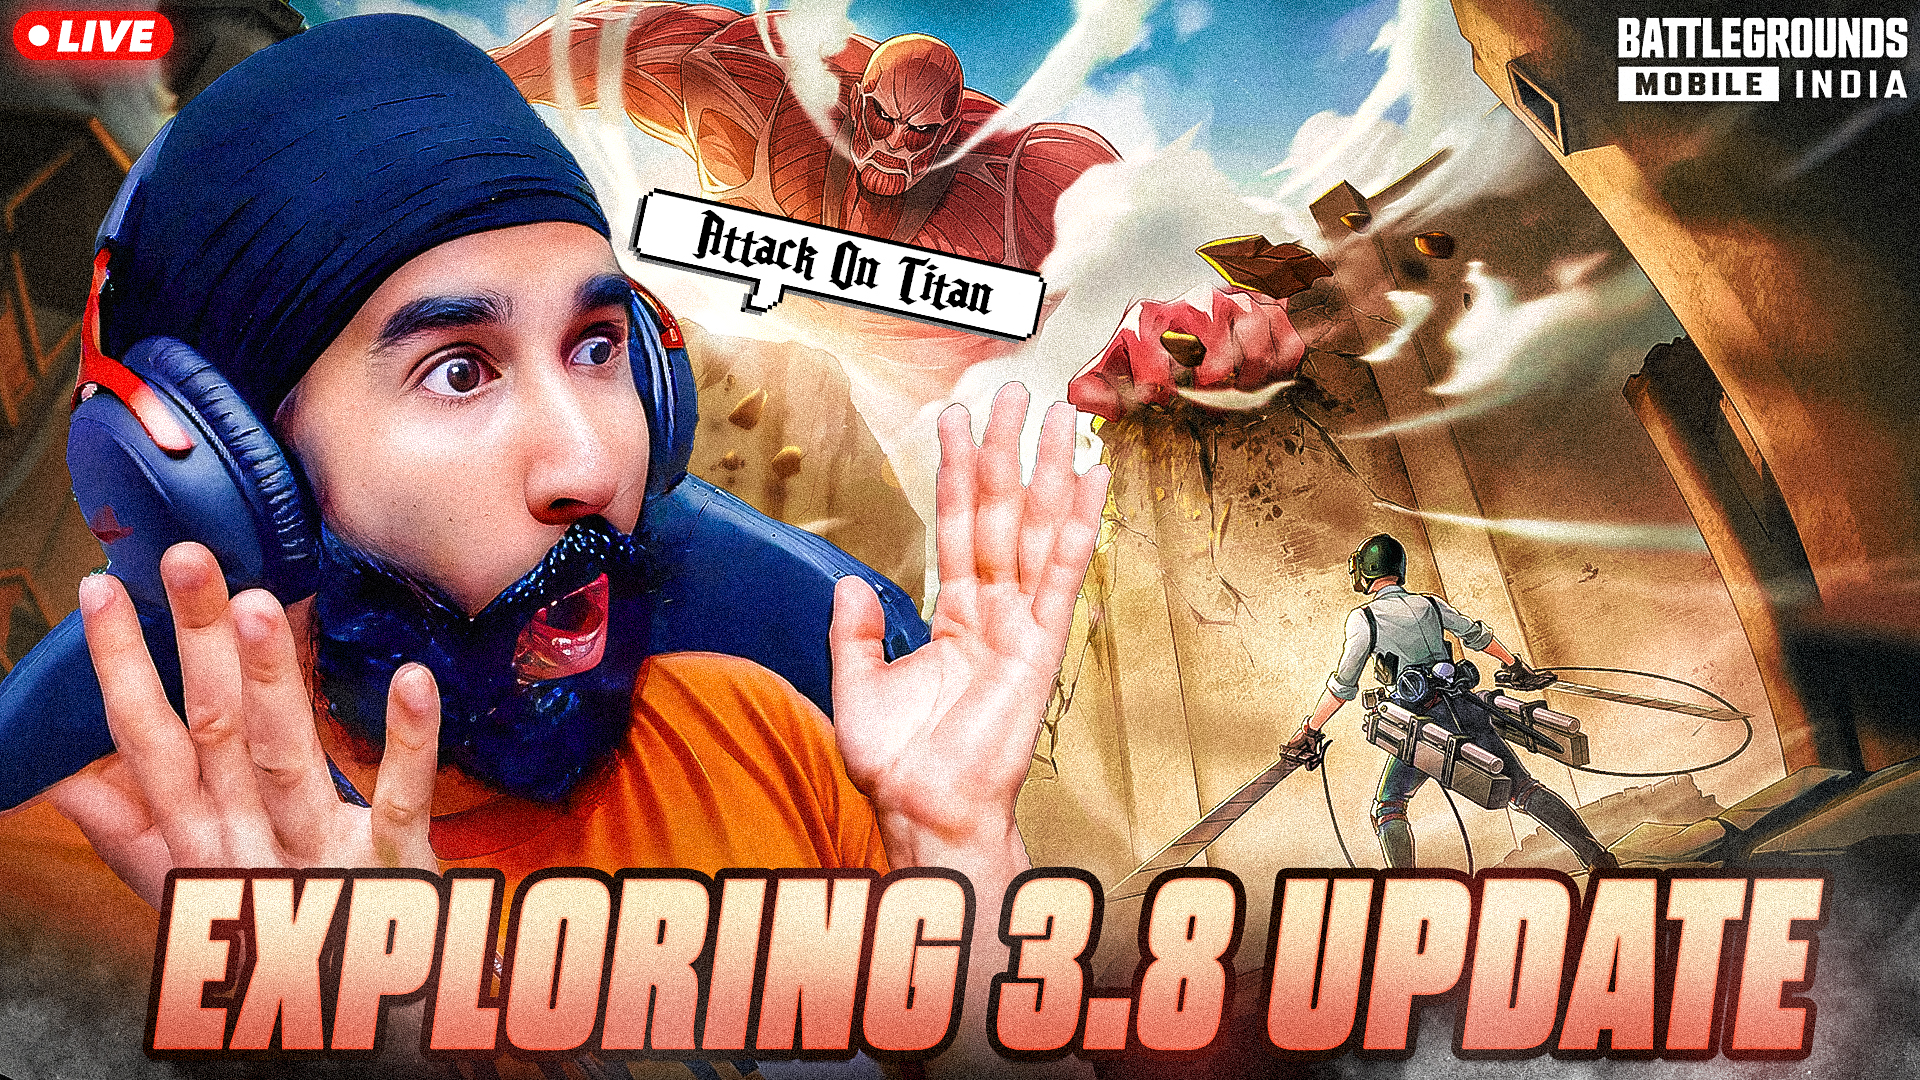 LIVE
BATTLEGROUNDS
MOBILE INDIA
Attack On Titan
EXPLORING 3.8 UPDATE